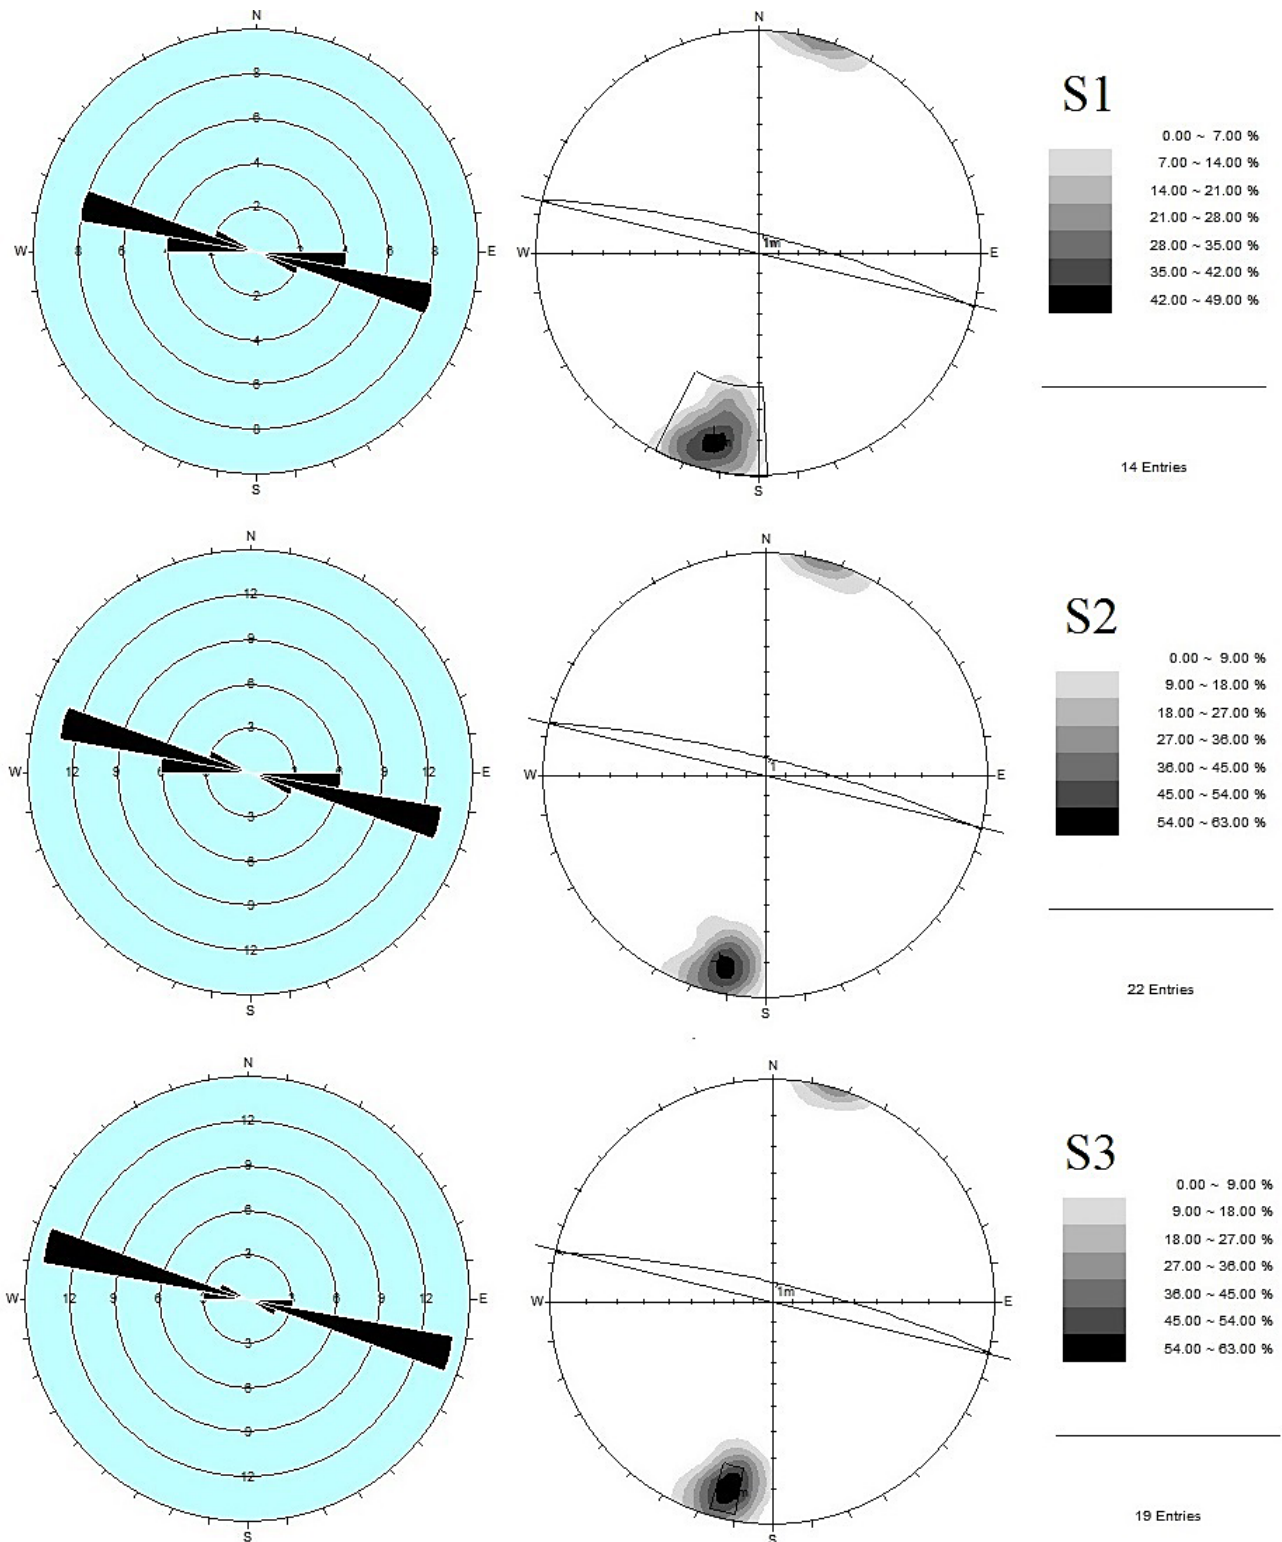 N
8
6
4
2
W 8 6 4 6 8 E
2
4
6
8
S
N
W 1m E
S
S1
0.00 ~ 7.00 %
7.00 ~ 14.00 %
14.00 ~ 21.00 %
21.00 ~ 28.00 %
28.00 ~ 35.00 %
35.00 ~ 42.00 %
42.00 ~ 49.00 %
14 Entries
N
12
9
6
3
W 12 9 6 9 12 E
3
6
9
12
S
N
W 1 E
S
S2
0.00 ~ 9.00 %
9.00 ~ 18.00 %
18.00 ~ 27.00 %
27.00 ~ 36.00 %
36.00 ~ 45.00 %
45.00 ~ 54.00 %
54.00 ~ 63.00 %
22 Entries
N
12
9
6
3
W 12 9 6 6 9 12 E
3
6
9
12
S
N
W 1m E
m
S
S3
0.00 ~ 9.00 %
9.00 ~ 18.00 %
18.00 ~ 27.00 %
27.00 ~ 36.00 %
36.00 ~ 45.00 %
45.00 ~ 54.00 %
54.00 ~ 63.00 %
19 Entries